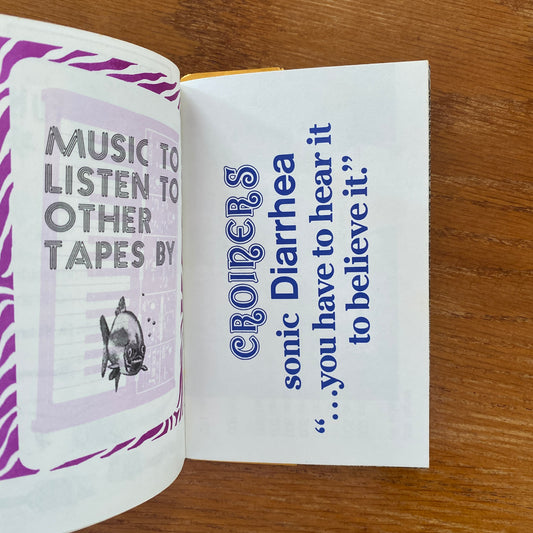 MUSIC TO
LISTEN TO
OTHER
TAPES BY
CROINERS
sonic Diarrhea
“...you have to hear it
to believe it.”